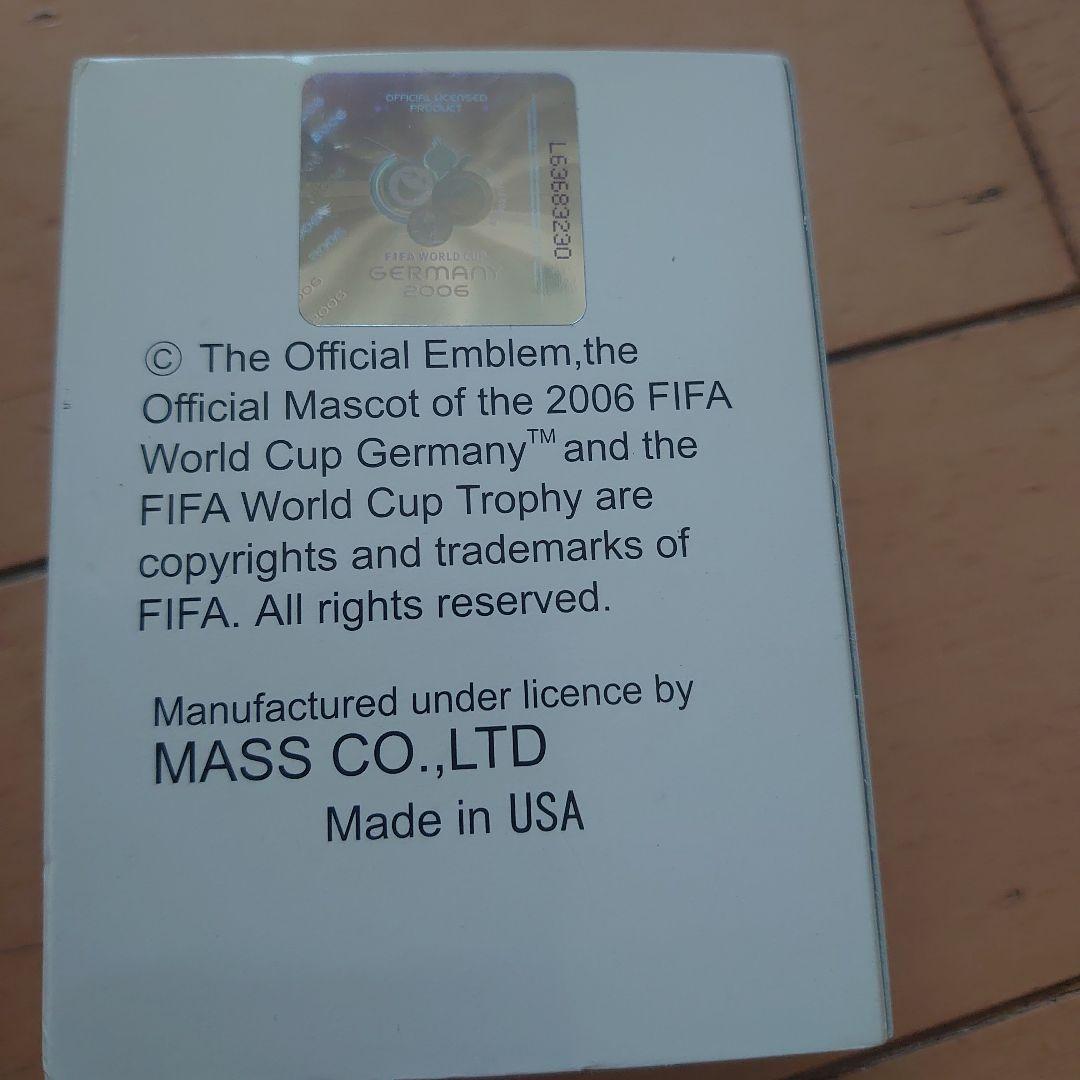 OFFICIAL LICENSED
PRODUCT
L63683230
FIFA WORLD CUP
GERMANY
2006
© The Official Emblem,the
Official Mascot of the 2006 FIFA
World Cup Germany™ and the
FIFA World Cup Trophy are
copyrights and trademarks of
FIFA. All rights reserved.
Manufactured under licence by
MASS CO.,LTD
Made in USA